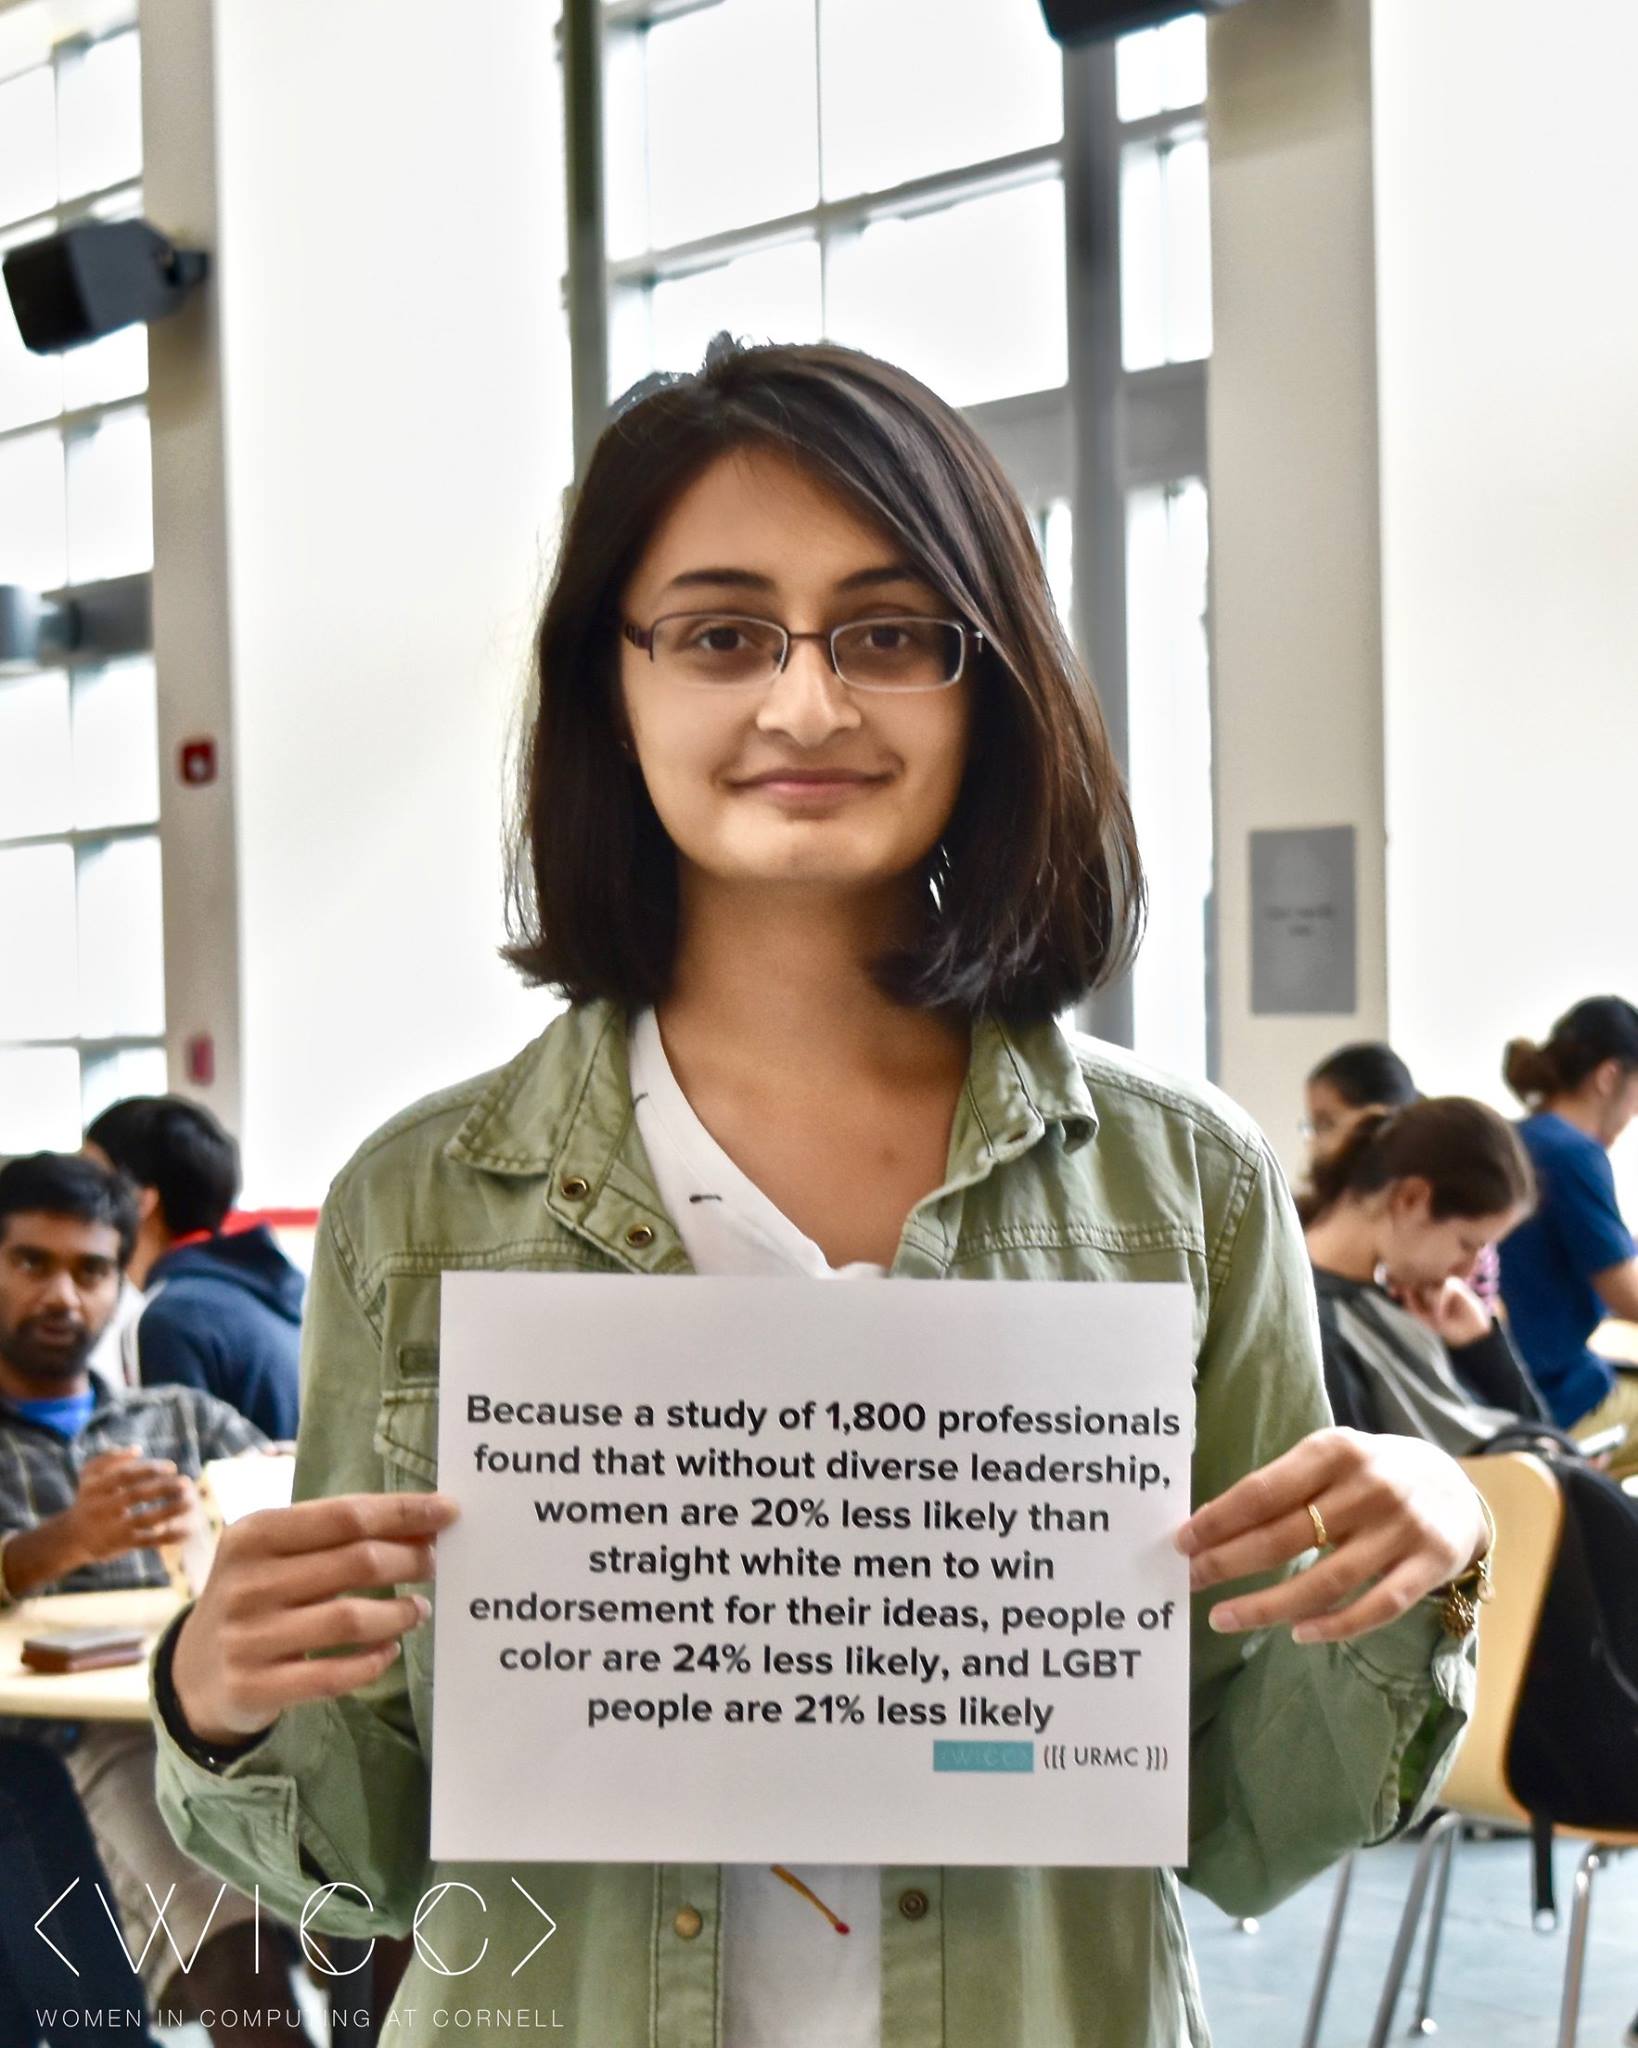 Because a study of 1,800 professionals
found that without diverse leadership,
women are 20% less likely than
straight white men to win
endorsement for their ideas, people of
color are 24% less likely, and LGBT
people are 21% less likely
<WICC> ([{ URMC }])
<WICC>
WOMEN IN COMPUTING AT CORNELL